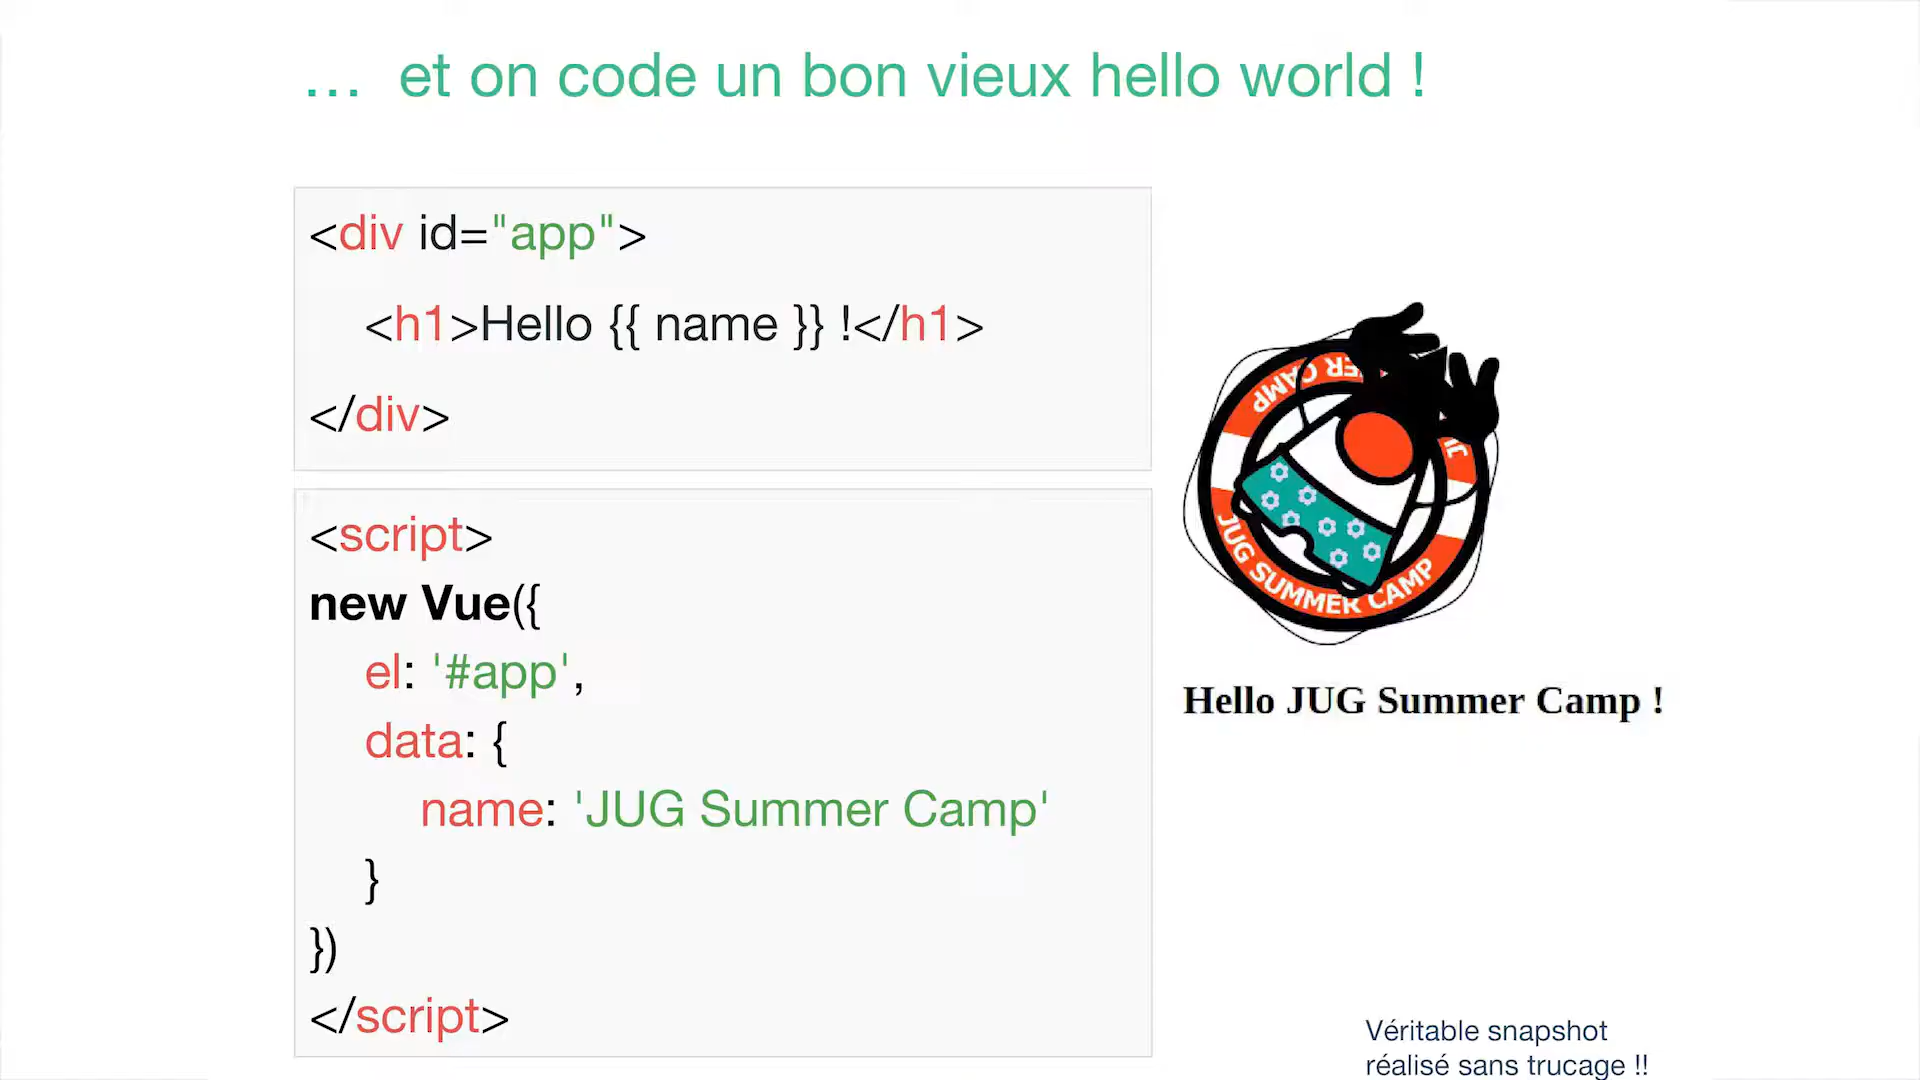 … et on code un bon vieux hello world !
<div id="app">
<h1>Hello {{ name }} !</h1>
</div>
<script>
new Vue({
el: '#app',
data: {
name: 'JUG Summer Camp'
}
})
</script>
JUG SUMMER CAMP
Hello JUG Summer Camp !
Véritable snapshot
réalisé sans trucage !!